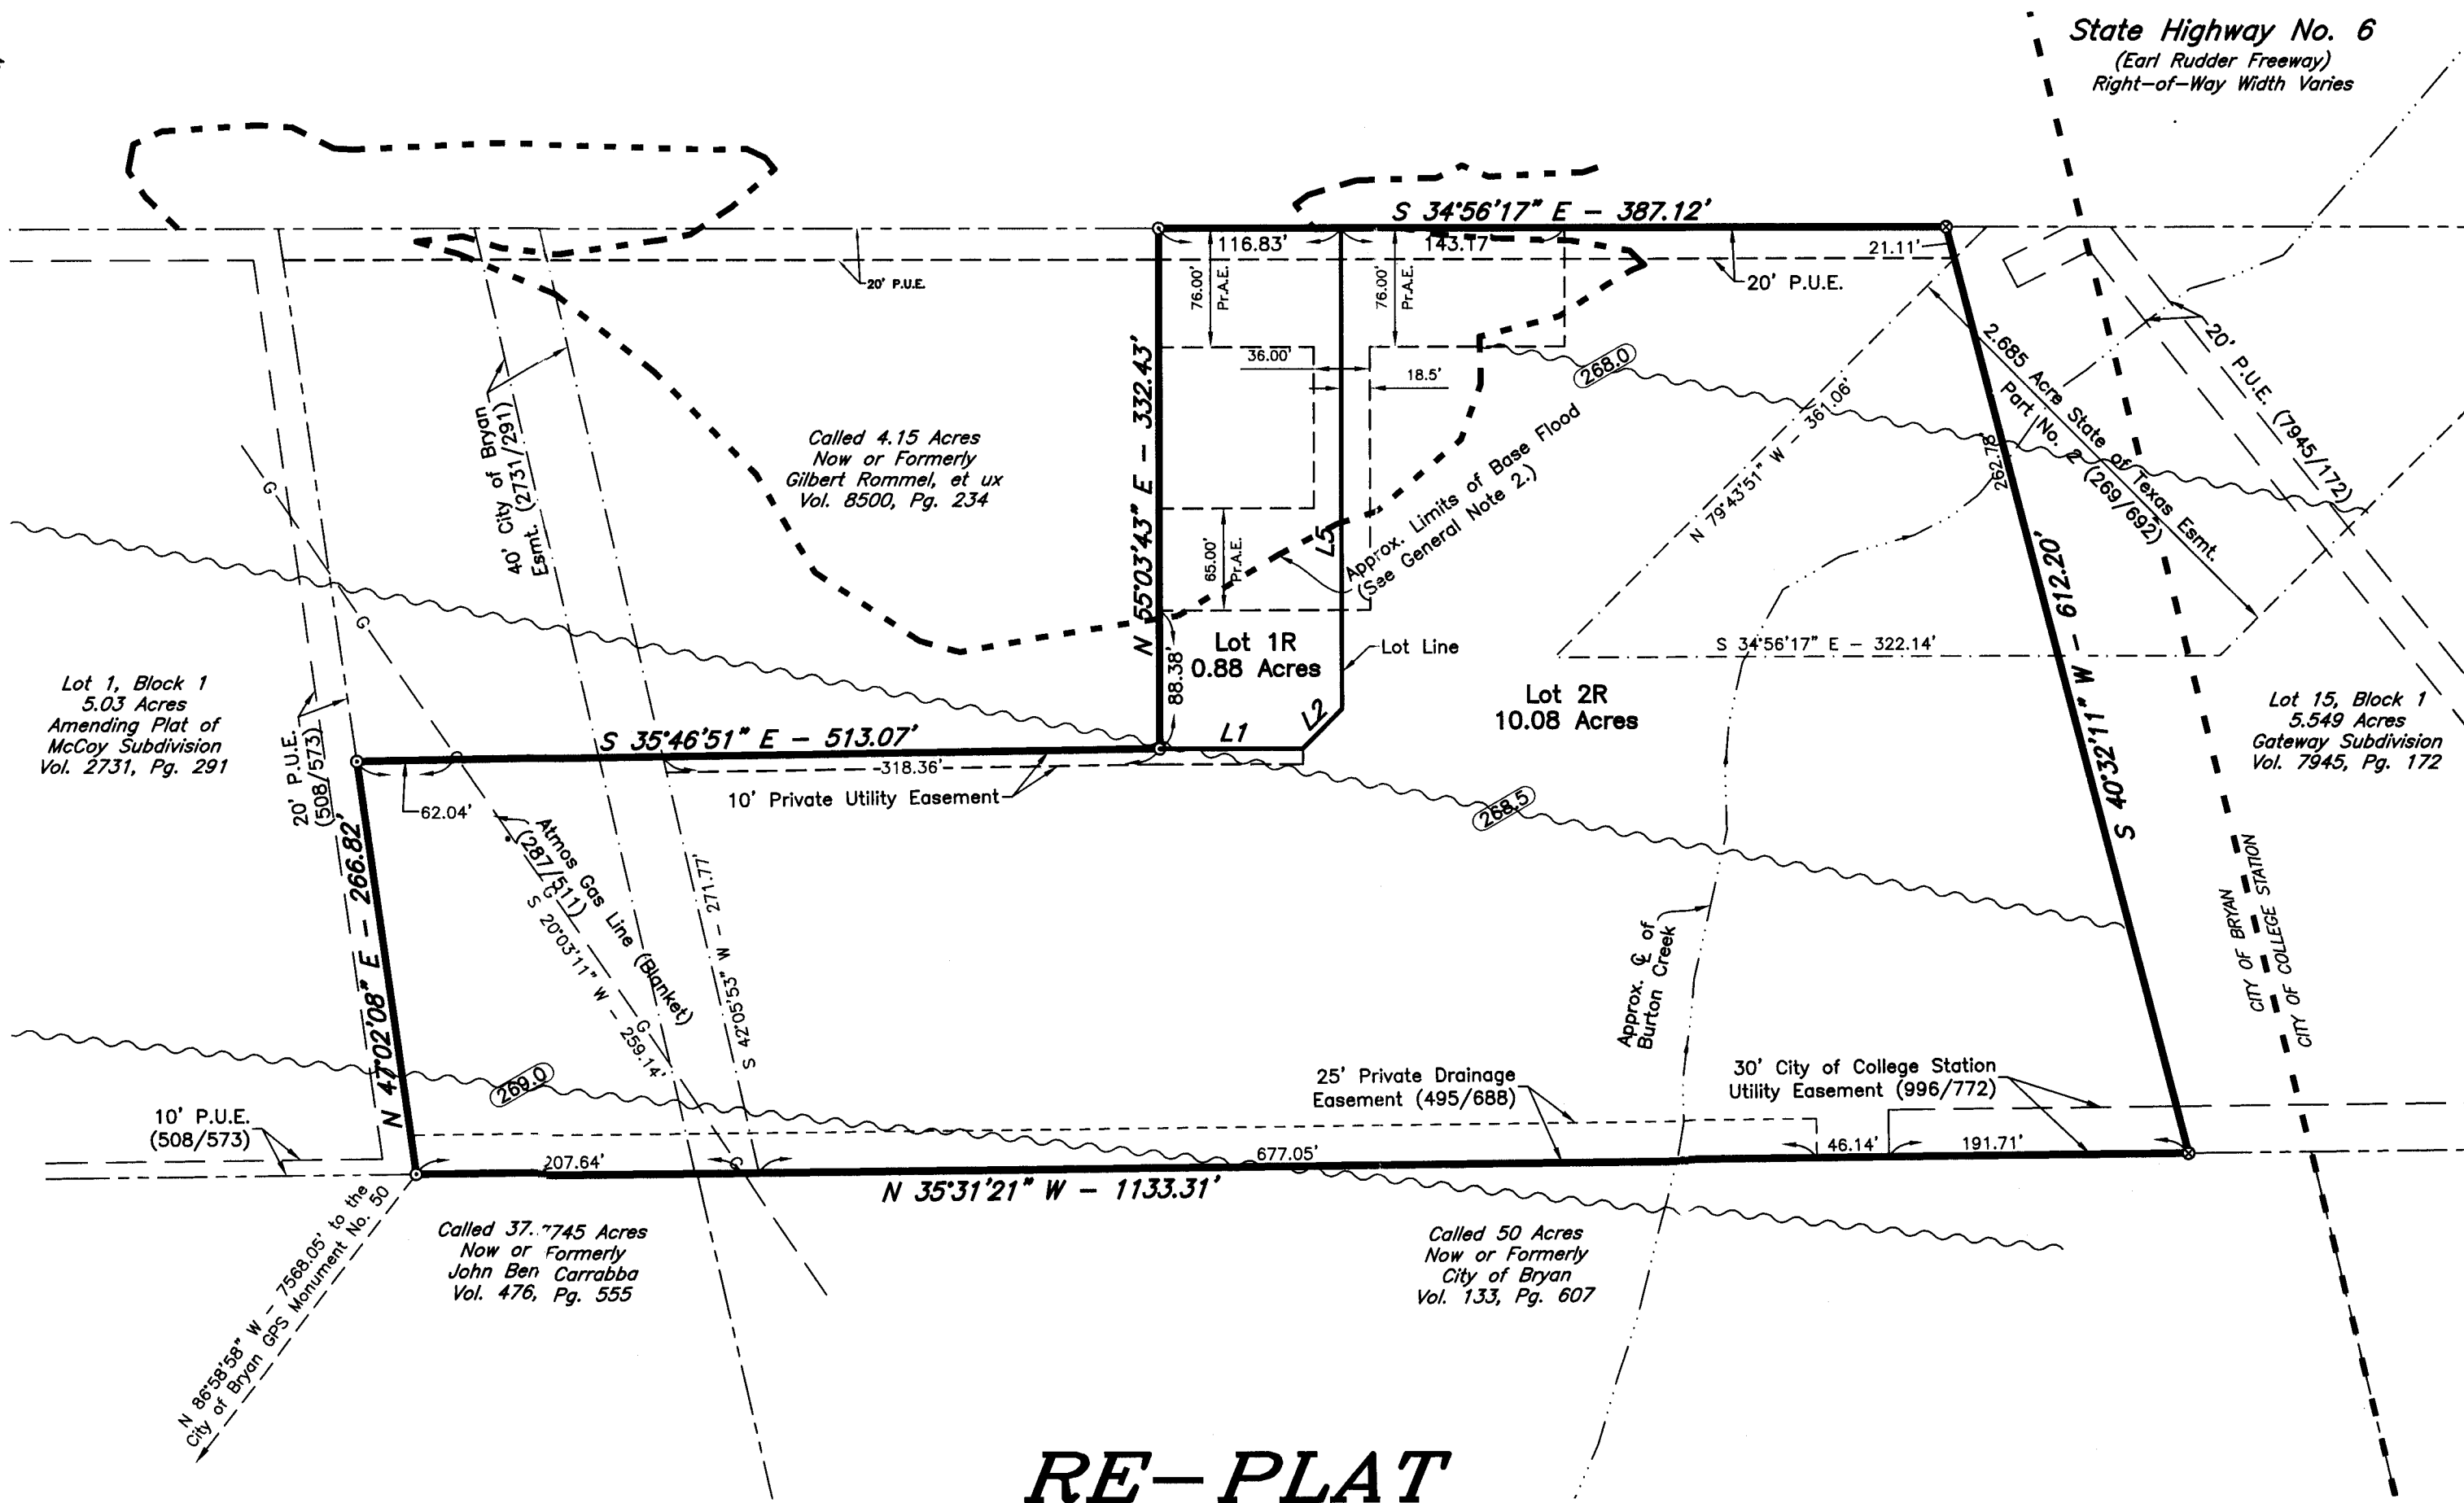 State Highway No. 6
(Earl Rudder Freeway)
Right-of-Way Width Varies
S 34°56'17" E - 387.12'
116.83'
143.17'
21.11'
20' P.U.E.
20' P.U.E.
76.00'
Pr.A.E.
76.00'
Pr.A.E.
36.00'
18.5'
268.0
2.685 Acre State of Texas Esmt.
Part No. 2 (269/692)
20' P.U.E. (7945/172)
N 79°43'51" W - 361.06'
262.78'
40' City of Bryan
Esmt. (2731/291)
Called 4.15 Acres
Now or Formerly
Gilbert Rommel, et ux
Vol. 8500, Pg. 234
N 55°03'43" E - 332.43'
G
G
65.00'
Pr.A.E.
L5
Approx. Limits of Base Flood
(See General Note 2.)
S 40°32'11" W - 612.20'
Lot 1R
0.88 Acres
88.38'
Lot Line
S 34°56'17" E - 322.14'
Lot 2R
10.08 Acres
Lot 1, Block 1
5.03 Acres
Amending Plat of
McCoy Subdivision
Vol. 2731, Pg. 291
Lot 15, Block 1
5.549 Acres
Gateway Subdivision
Vol. 7945, Pg. 172
20' P.U.E.
(508/573)
S 35°46'51" E - 513.07'
L1
L2
318.36'
10' Private Utility Easement
62.04'
G
268.5
N 47°02'08" E - 266.82'
Atmos Gas Line (Blanket)
(287/511)
G
S 20°03'11" W - 259.14'
G
S 42°05'53" W - 271.77'
Approx. ℄ of
Burton Creek
CITY OF BRYAN
CITY OF COLLEGE STATION
269.0
10' P.U.E.
(508/573)
25' Private Drainage
Easement (495/688)
30' City of College Station
Utility Easement (996/772)
207.64'
G
677.05'
46.14'
191.71'
N 35°31'21" W - 1133.31'
N 86°58'58" W - 7568.05' to the
City of Bryan GPS Monument No. 50
Called 37.7745 Acres
Now or Formerly
John Ben Carrabba
Vol. 476, Pg. 555
Called 50 Acres
Now or Formerly
City of Bryan
Vol. 133, Pg. 607
RE-PLAT